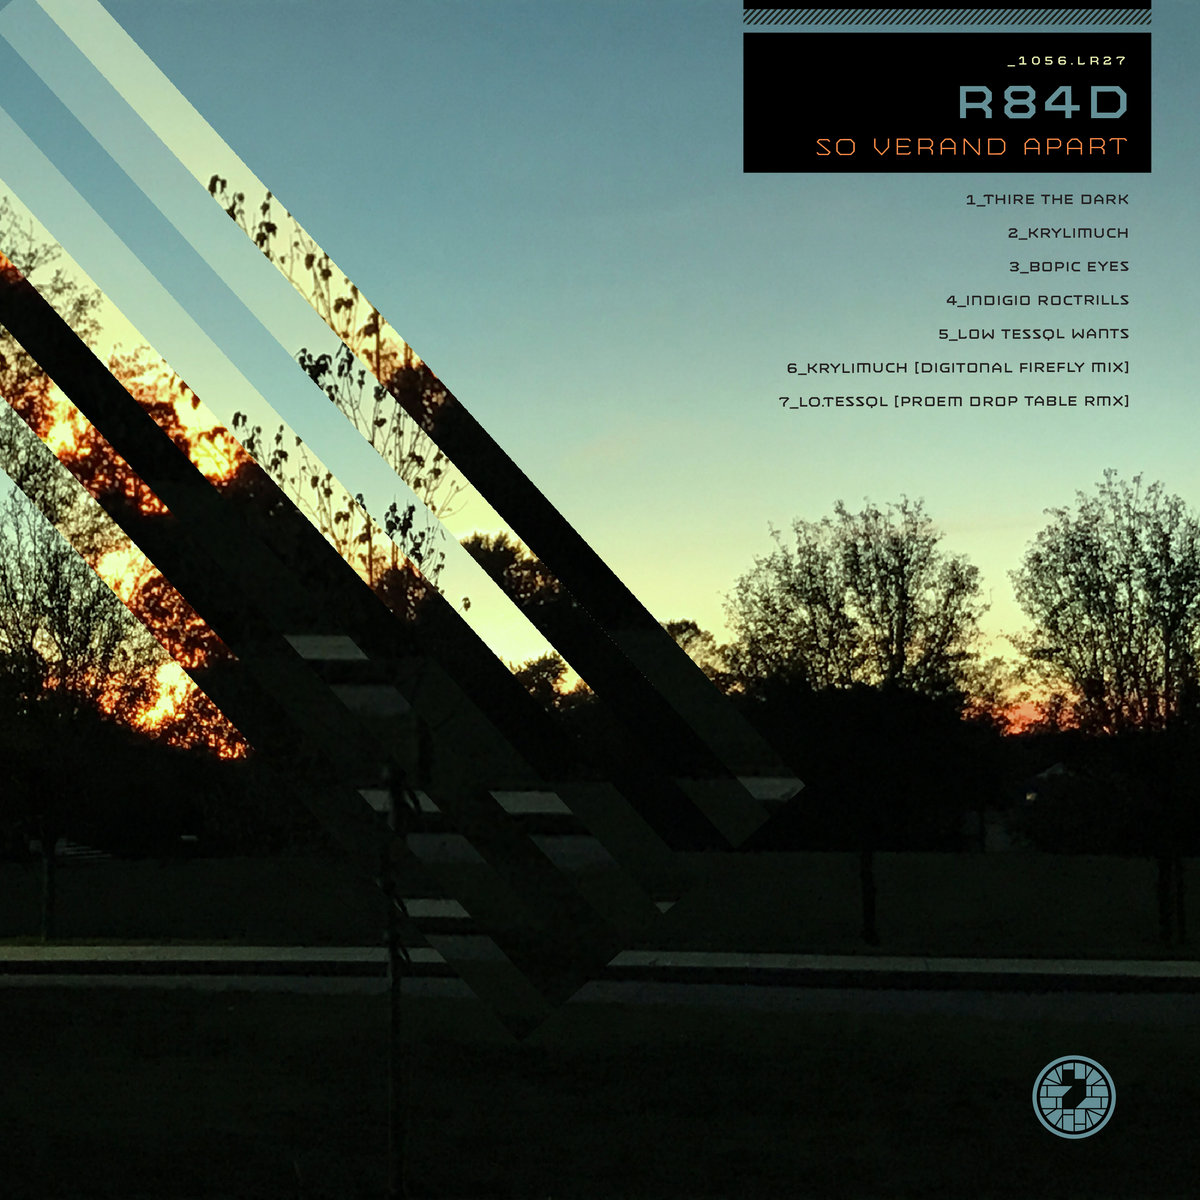 _1056.LR27
R84D
SO VERAND APART
1_THIRE THE DARK
2_KRYLIMUCH
3_BOPIC EYES
4_INDIGIO ROCTRILLS
5_LOW TESSQL WANTS
6_KRYLIMUCH [DIGITONAL FIREFLY MIX]
7_LO.TESSQL [PROEM DROP TABLE RMX]